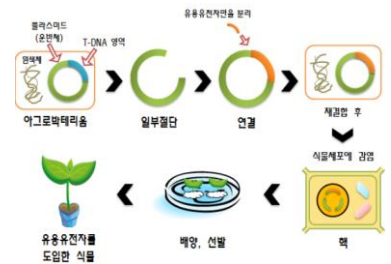 유용유전자만을 분리
플라스미드
(운반체)
T-DNA 영역
염색체
아그로박테리움
일부절단
연결
재결합 후
식물세포에 감염
유용유전자를
도입한 식물
배양, 선발
핵